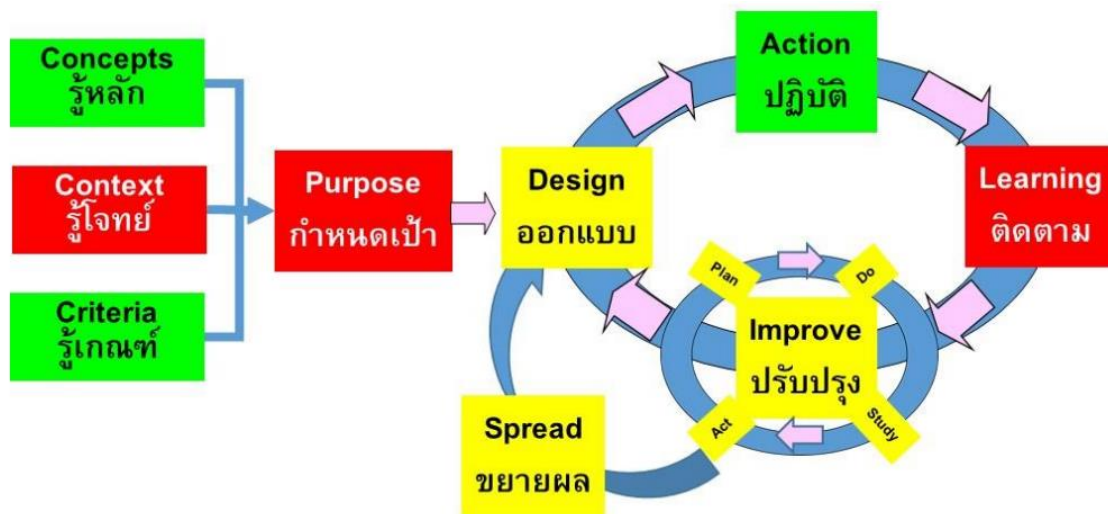 Concepts
รู้หลัก
Context
รู้โจทย์
Criteria
รู้เกณฑ์
Purpose
กำหนดเป้า
Design
ออกแบบ
Action
ปฏิบัติ
Learning
ติดตาม
Plan
Do
Improve
ปรับปรุง
Act
Study
Spread
ขยายผล